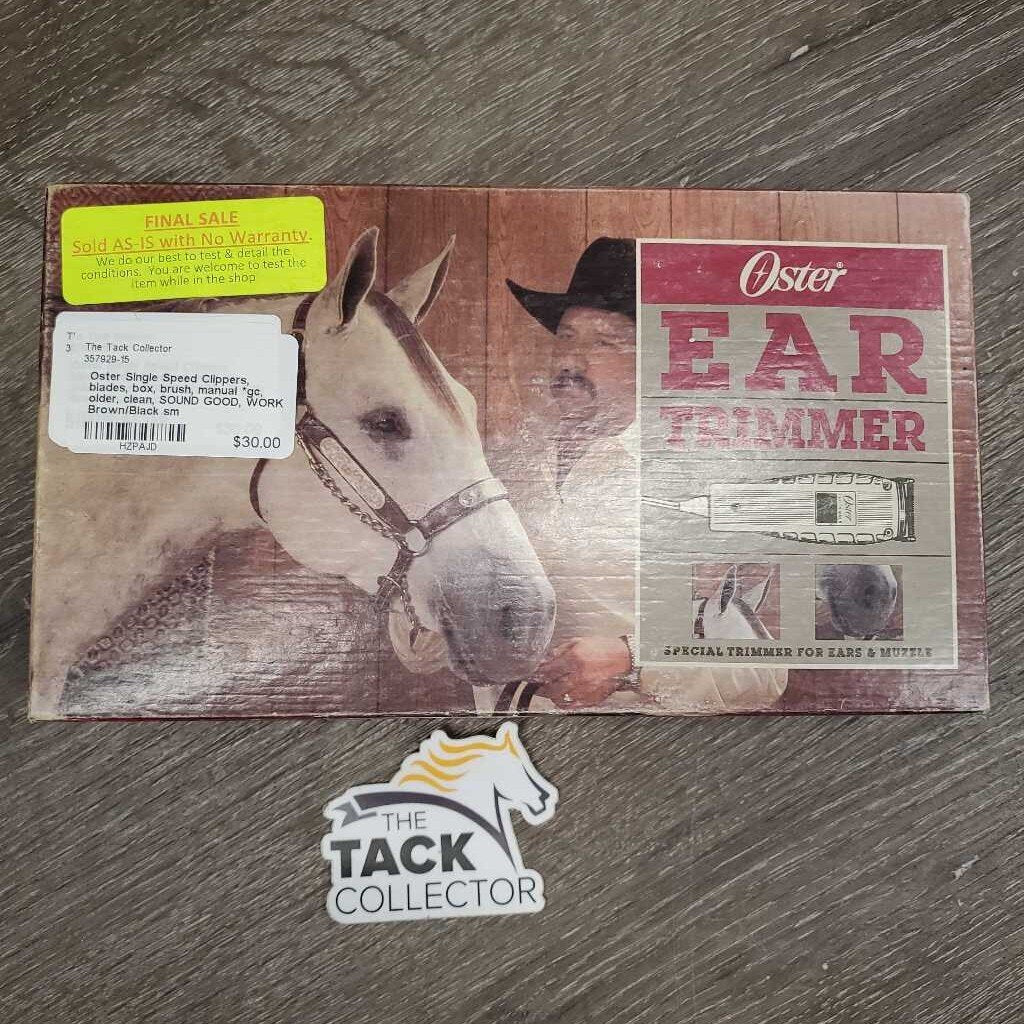 FINAL SALE
Sold AS-IS with No Warranty.
We do our best to test & detail the
conditions. You are welcome to test the
item while in the shop
The Tack Collector
357929-15
Oster Single Speed Clippers,
blades, box, brush, manual *gc,
older, clean, SOUND GOOD, WORK
Brown/Black sm
HZPAJD
$30.00
Oster®
EAR
TRIMMER
Oster
SPECIAL TRIMMER FOR EARS & MUZZLE
THE
TACK
COLLECTOR